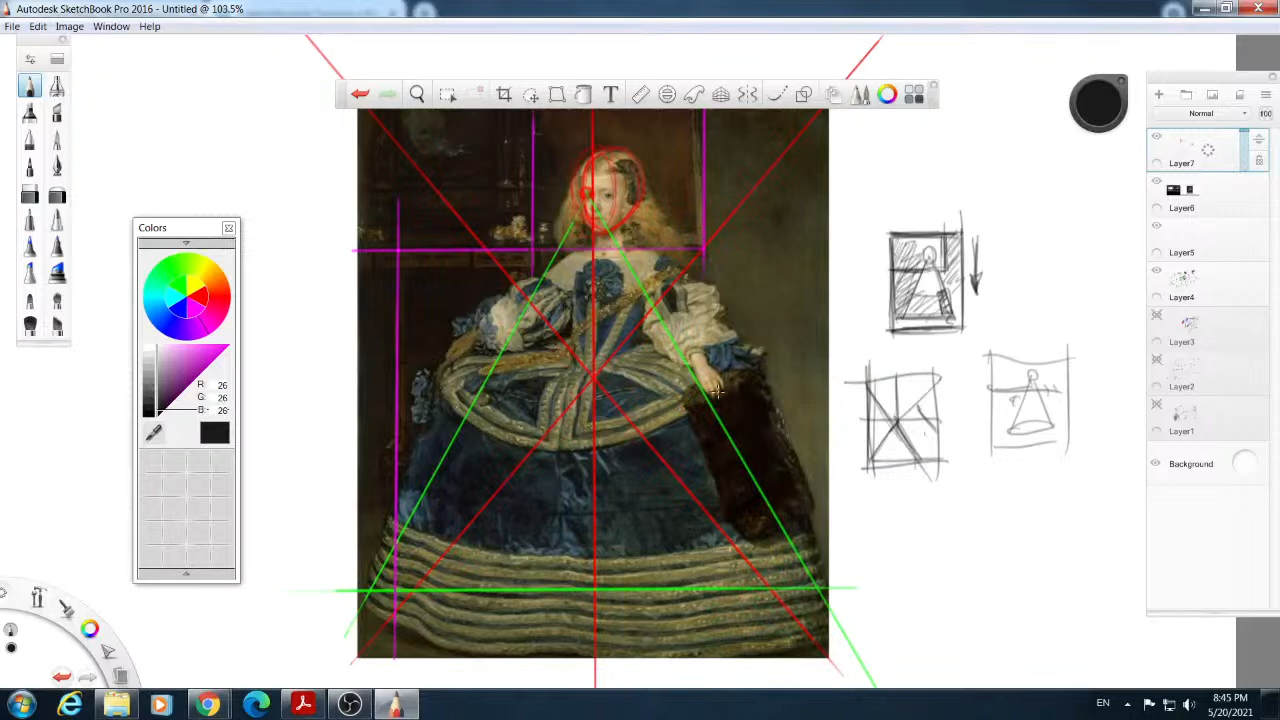 Autodesk SketchBook Pro 2016 - Untitled @ 103.5%
File Edit Image Window Help
T
Normal 100
Layer7
Layer6
Layer5
Layer4
Layer3
Layer2
Layer1
Background
Colors
R: 26
G: 26
B: 26
EN
8:45 PM
5/20/2021